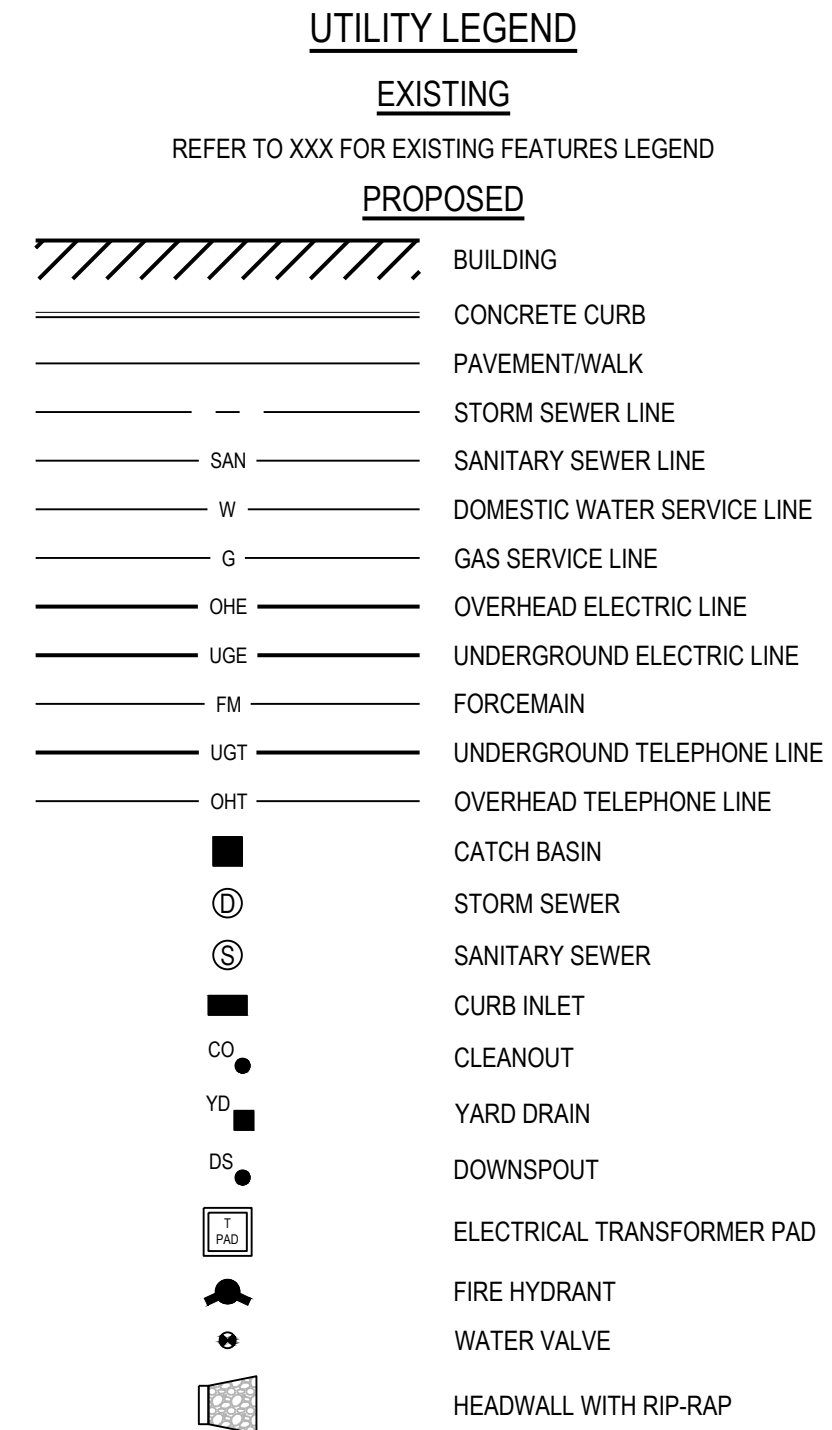 UTILITY LEGEND
EXISTING
REFER TO XXX FOR EXISTING FEATURES LEGEND
PROPOSED
BUILDING
CONCRETE CURB
PAVEMENT/WALK
STORM SEWER LINE
SAN SANITARY SEWER LINE
W DOMESTIC WATER SERVICE LINE
G GAS SERVICE LINE
OHE OVERHEAD ELECTRIC LINE
UGE UNDERGROUND ELECTRIC LINE
FM FORCEMAIN
UGT UNDERGROUND TELEPHONE LINE
OHT OVERHEAD TELEPHONE LINE
CATCH BASIN
D STORM SEWER
S SANITARY SEWER
CURB INLET
CO CLEANOUT
YD YARD DRAIN
DS DOWNSPOUT
T
PAD ELECTRICAL TRANSFORMER PAD
FIRE HYDRANT
WATER VALVE
HEADWALL WITH RIP-RAP